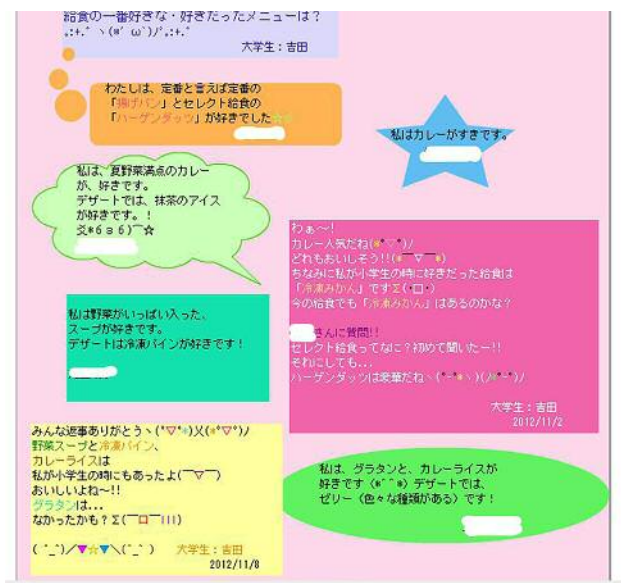 給食の一番好きな・好きだったメニューは？
.:+.ﾟヽ(*´ω`)ﾉﾟ.:+.ﾟ
大学生：吉田
わたしは、定番と言えば定番の
「揚げパン」とセレクト給食の
「ハーゲンダッツ」が好きでした☆☆
私はカレーがすきです。
私は、夏野菜満点のカレー
が、好きです。
デザートでは、抹茶のアイス
が好きです。！
爻*6з6)￣☆
わぁ～!
カレー人気だね(*ﾟ▽ﾟ)ﾉ
どれもおいしそう!!(*￣▽￣*)
ちなみに私が小学生の時に好きだった給食は
「冷凍みかん」ですΣ(･ロ･)
今の給食でも「冷凍みかん」はあるのかな？
さんに質問!!
セレクト給食ってなに？初めて聞いたー!!
それにしても...
ハーゲンダッツは豪華だねヽ(*ﾟｰﾟ*ヽ)(ﾉ*ﾟｰﾟ)ﾉ
大学生：吉田
2012/11/2
私は野菜がいっぱい入った、
スープが好きです。
デザートは冷凍パインが好きです！
みんな返事ありがとうヽ(ﾟ▽ﾟ*)乂(*ﾟ▽ﾟ)ﾉ
野菜スープと冷凍パイン、
カレーライスは
私が小学生の時にもあったよ(￣▽￣)
おいしいよね～!!
グラタンは...
なかったかも？Σ(￣ロ￣lll)
( ^_^)／▼☆▼＼(^_^ )　大学生：吉田
2012/11/8
私は、グラタンと、カレーライスが
好きです（*^^*）デザートでは、
ゼリー（色々な種類がある）です！